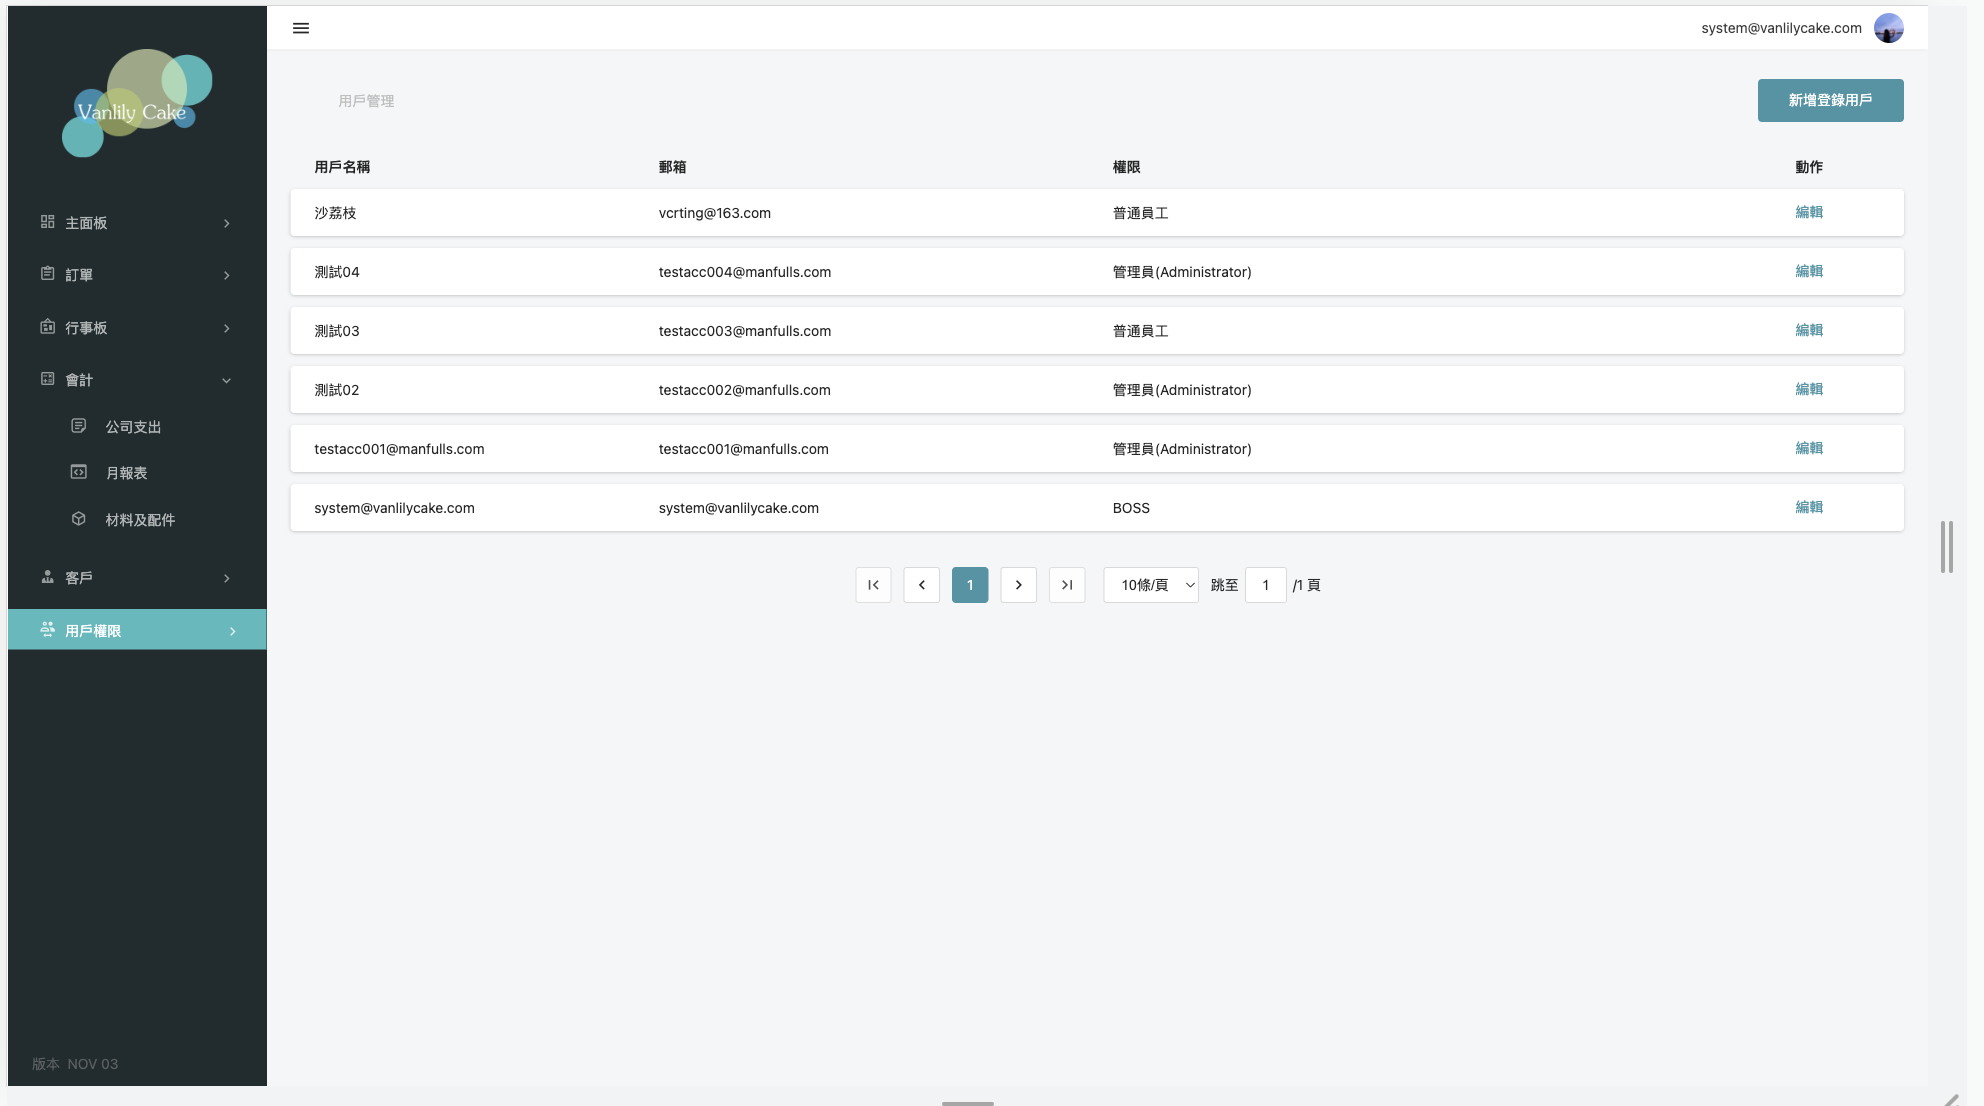 system@vanlilycake.com
Vanlily Cake
用戶管理
新增登錄用戶
用戶名稱 郵箱 權限 動作
沙荔枝 vcrting@163.com 普通員工 編輯
測試04 testacc004@manfulls.com 管理員(Administrator) 編輯
測試03 testacc003@manfulls.com 普通員工 編輯
測試02 testacc002@manfulls.com 管理員(Administrator) 編輯
testacc001@manfulls.com testacc001@manfulls.com 管理員(Administrator) 編輯
system@vanlilycake.com system@vanlilycake.com BOSS 編輯
1 10條/頁 跳至 1 /1 頁
主面板
訂單
行事板
會計
公司支出
月報表
材料及配件
客戶
用戶權限
版本 NOV 03